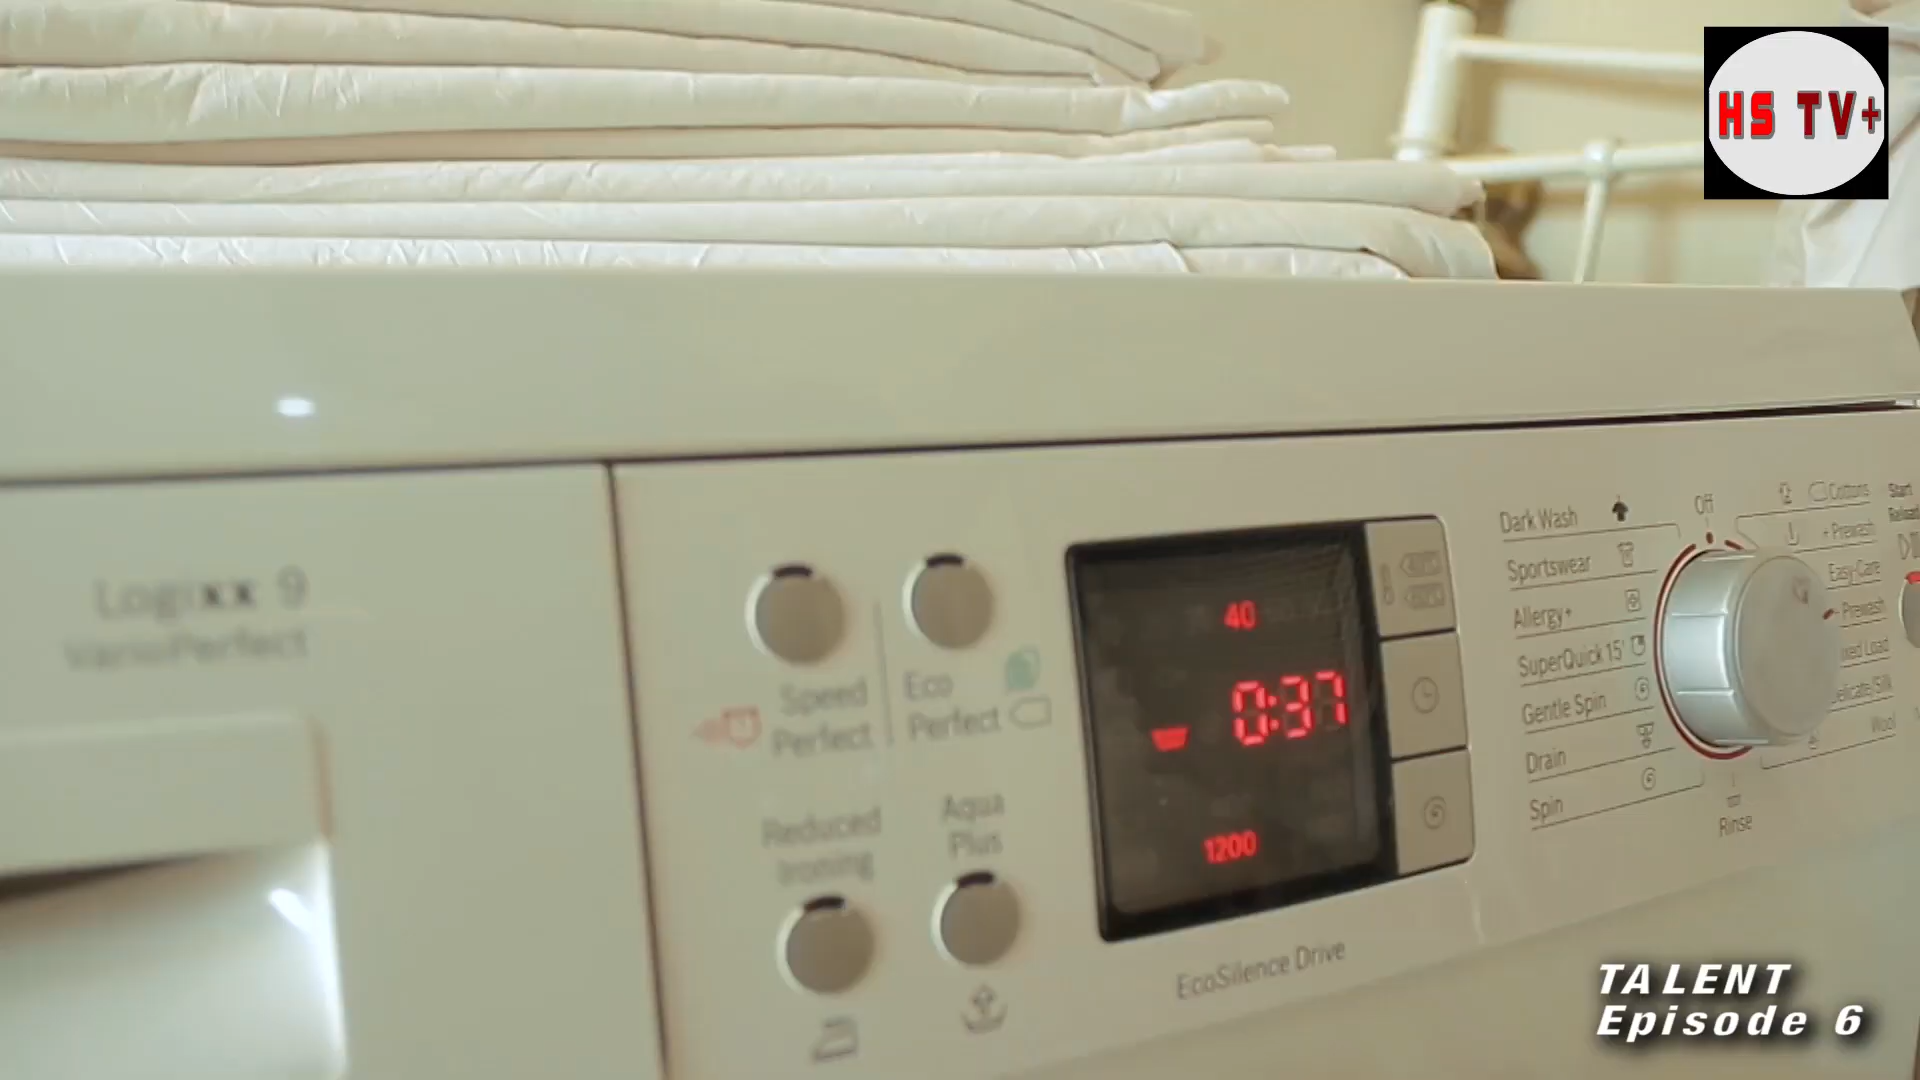 HS TV+
Logixx 9
VarioPerfect
Speed
Perfect
Eco
Perfect
Reduced
Ironing
Aqua
Plus
40
0:37
1200
EcoSilence Drive
Dark Wash
Sportswear
Allergy+
SuperQuick 15'
Gentle Spin
Drain
Spin
Off
Rinse
Cottons
+ Prewash
Easy-Care
+ Prewash
Wool
Start
TALENT
Episode 6